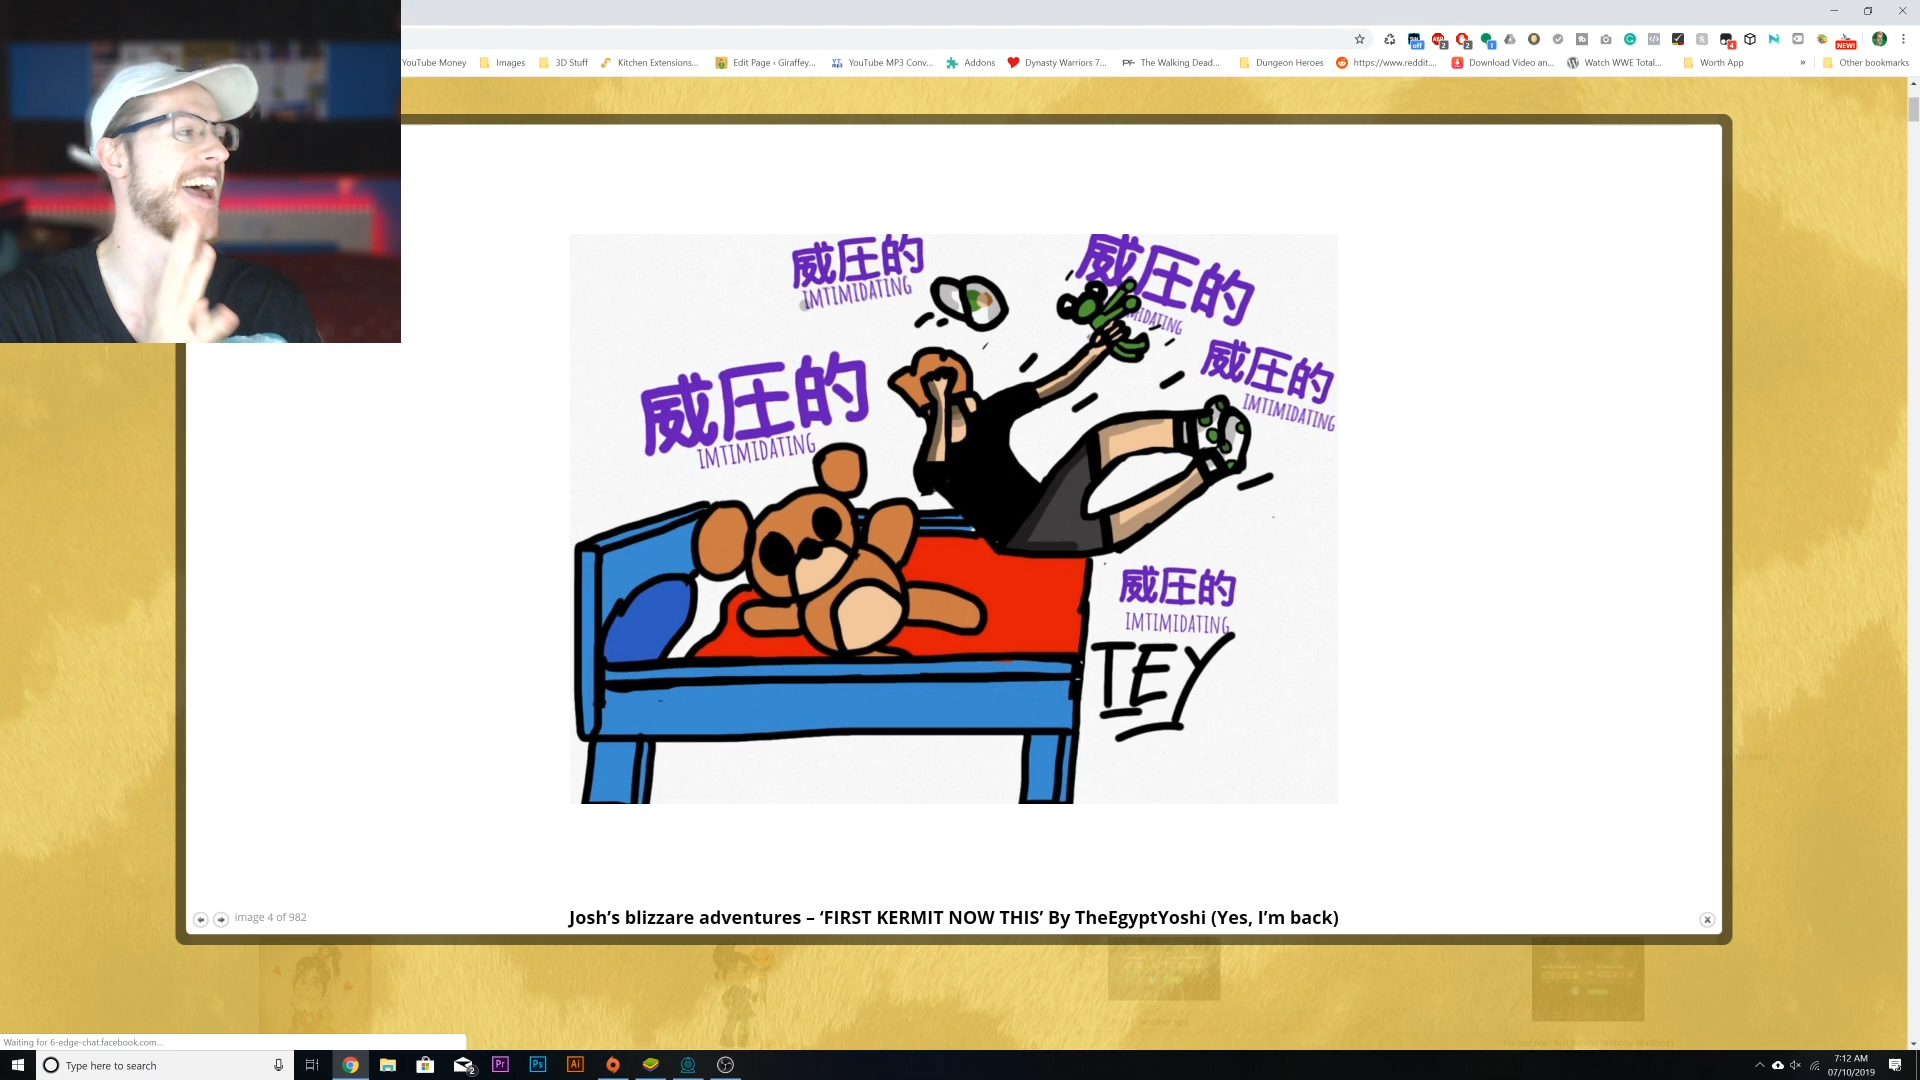 YouTube Money
Images
3D Stuff
Kitchen Extensions...
Edit Page ‹ Giraffey...
YouTube MP3 Conv...
Addons
Dynasty Warriors 7...
The Walking Dead...
Dungeon Heroes
https://www.reddit....
Download Video an...
Watch WWE Total...
Worth App
»
Other bookmarks
NEW!
威圧的
IMTIMIDATING
威圧的
MIDATING
威圧的
IMTIMIDATING
威圧的
IMTIMIDATING
威圧的
IMTIMIDATING
TEY
image 4 of 982
Josh's blizzare adventures – 'FIRST KERMIT NOW THIS' By TheEgyptYoshi (Yes, I'm back)
Waiting for 6-edge-chat.facebook.com...
Type here to search
7:12 AM
07/10/2019